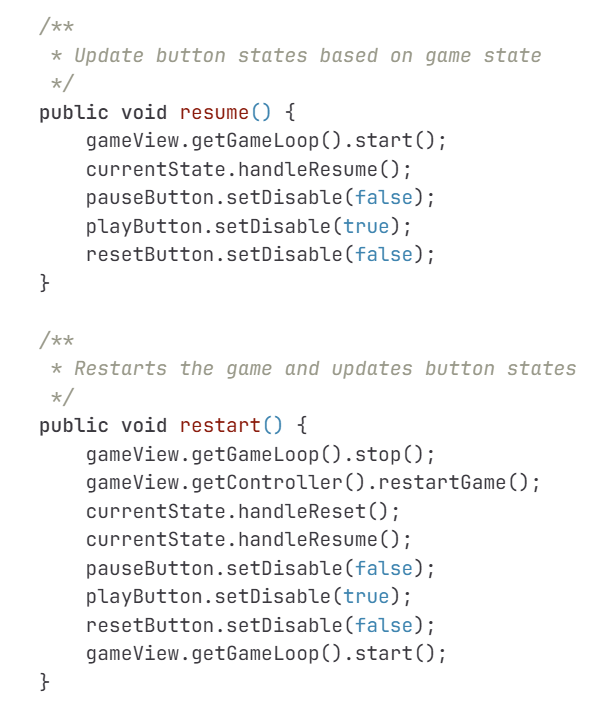 /**
 * Update button states based on game state
 */
public void resume() {
    gameView.getGameLoop().start();
    currentState.handleResume();
    pauseButton.setDisable(false);
    playButton.setDisable(true);
    resetButton.setDisable(false);
}

/**
 * Restarts the game and updates button states
 */
public void restart() {
    gameView.getGameLoop().stop();
    gameView.getController().restartGame();
    currentState.handleReset();
    currentState.handleResume();
    pauseButton.setDisable(false);
    playButton.setDisable(true);
    resetButton.setDisable(false);
    gameView.getGameLoop().start();
}